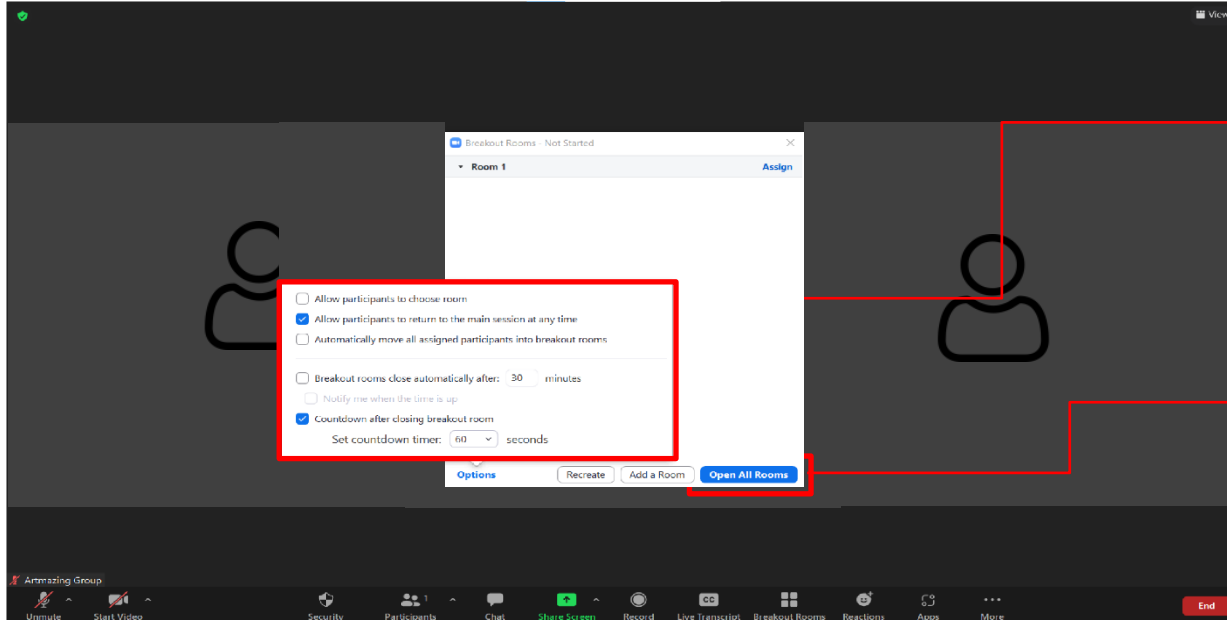 View
Breakout Rooms - Not Started
Room 1
Assign
Allow participants to choose room
Allow participants to return to the main session at any time
Automatically move all assigned participants into breakout rooms
Breakout rooms close automatically after: 30 minutes
Notify me when the time is up
Countdown after closing breakout room
Set countdown timer: 60 seconds
Options
Recreate
Add a Room
Open All Rooms
Artmazing Group
Unmute
Start Video
Security
Participants 1
Chat
Share Screen
Record
CC
Live Transcript
Breakout Rooms
Reactions
Apps
More
End